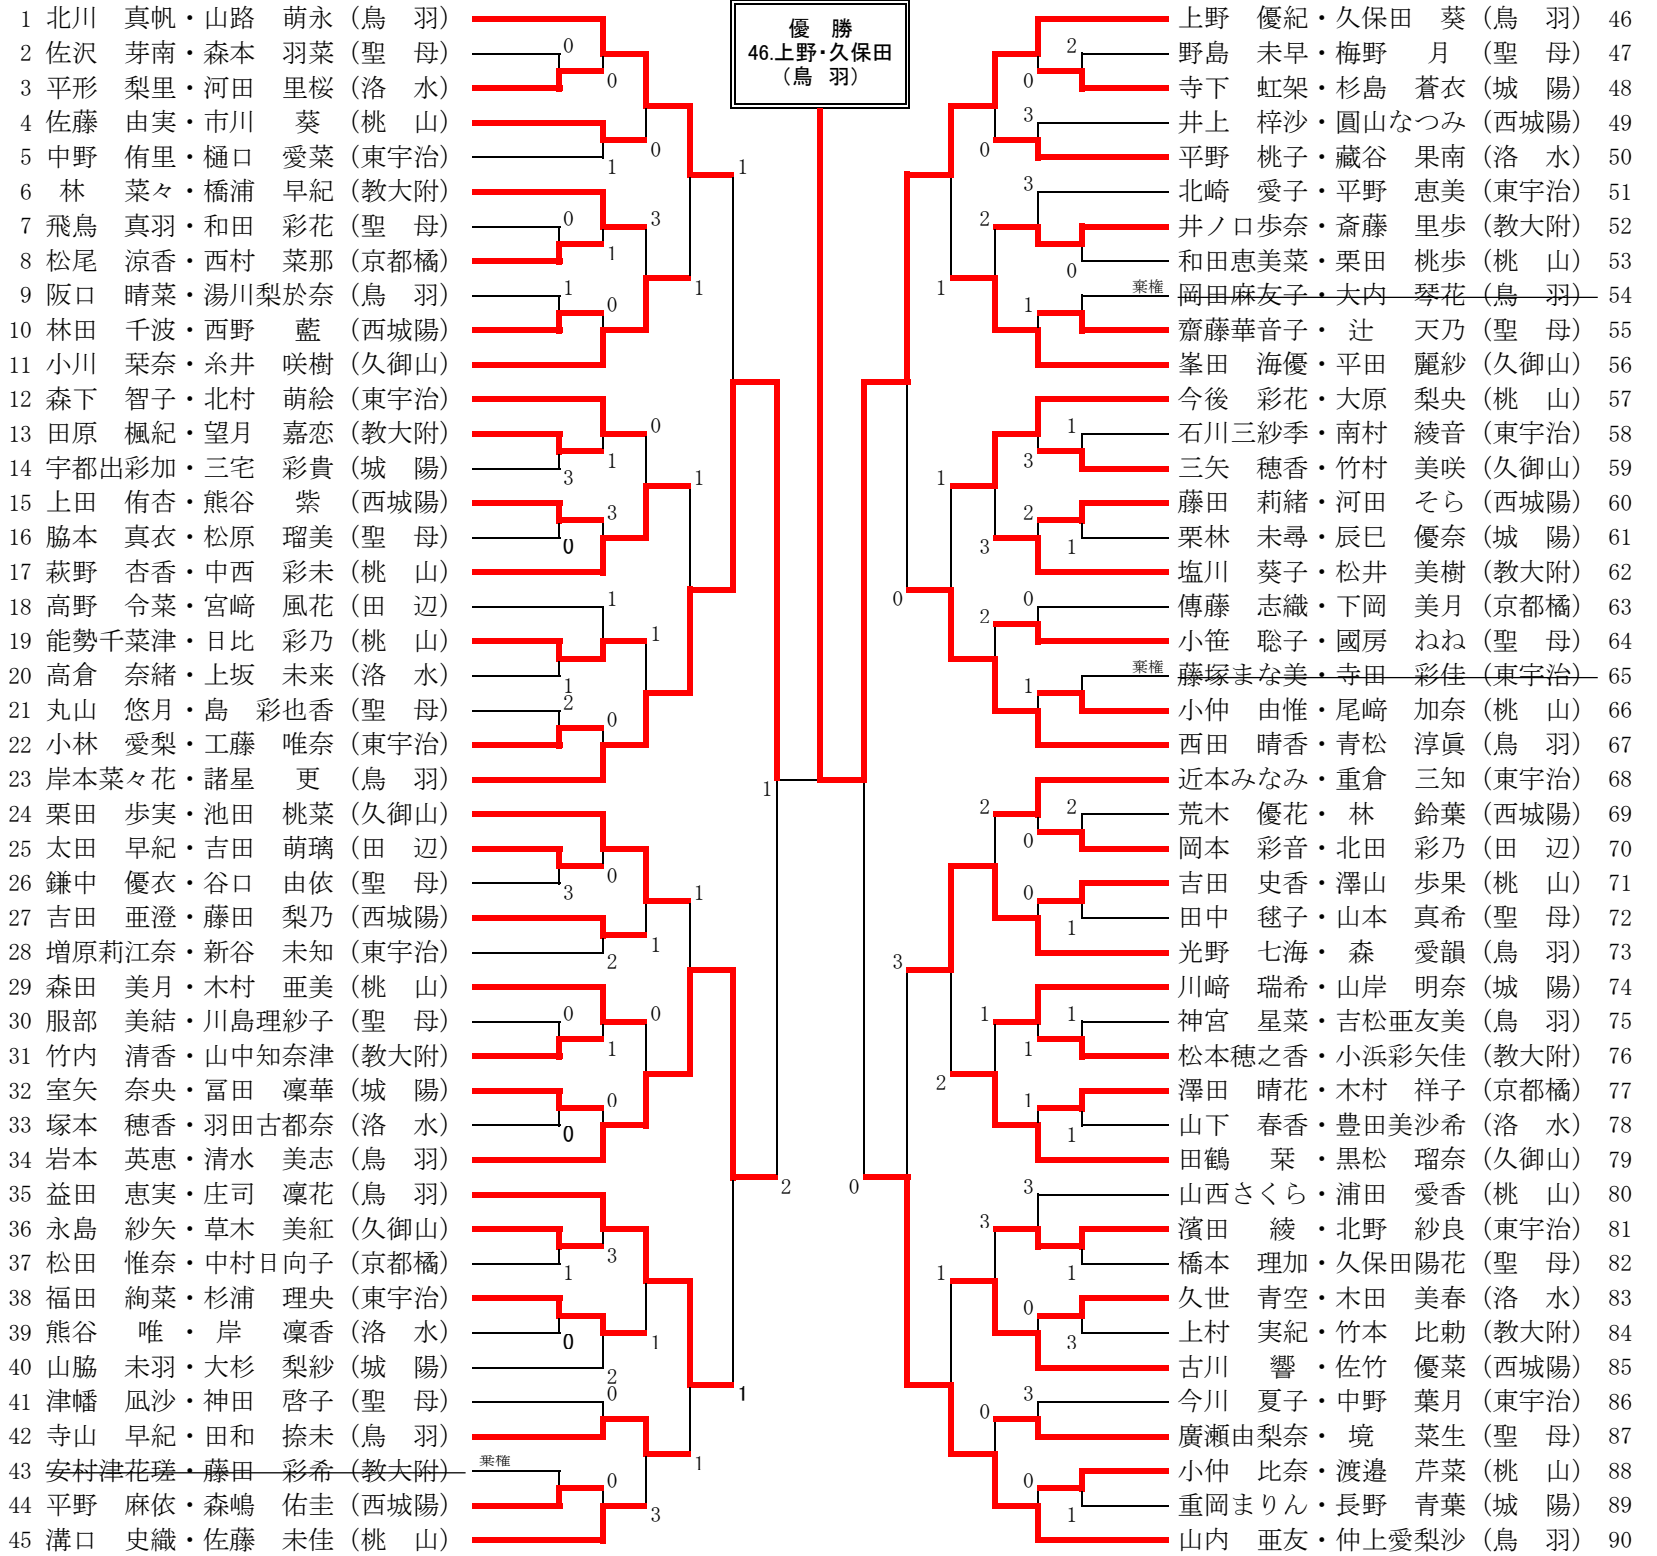 優　勝
46.上野・久保田
（鳥　羽）
1 北川　真帆・山路　萌永（鳥　羽）
2 佐沢　芽南・森本　羽菜（聖　母）
3 平形　梨里・河田　里桜（洛　水）
4 佐藤　由実・市川　　葵（桃　山）
5 中野　侑里・樋口　愛菜（東宇治）
6 林　　菜々・橋浦　早紀（教大附）
7 飛鳥　真羽・和田　彩花（聖　母）
8 松尾　涼香・西村　菜那（京都橘）
9 阪口　晴菜・湯川梨於奈（鳥　羽）
10 林田　千波・西野　　藍（西城陽）
11 小川　栞奈・糸井　咲樹（久御山）
12 森下　智子・北村　萌絵（東宇治）
13 田原　楓紀・望月　嘉恋（教大附）
14 宇都出彩加・三宅　彩貴（城　陽）
15 上田　侑杏・熊谷　　紫（西城陽）
16 脇本　真衣・松原　瑠美（聖　母）
17 萩野　杏香・中西　彩未（桃　山）
18 高野　令菜・宮﨑　風花（田　辺）
19 能勢千菜津・日比　彩乃（桃　山）
20 高倉　奈緒・上坂　未来（洛　水）
21 丸山　悠月・島　彩也香（聖　母）
22 小林　愛梨・工藤　唯奈（東宇治）
23 岸本菜々花・諸星　　更（鳥　羽）
24 栗田　歩実・池田　桃菜（久御山）
25 太田　早紀・吉田　萌璃（田　辺）
26 鎌中　優衣・谷口　由依（聖　母）
27 吉田　亜澄・藤田　梨乃（西城陽）
28 増原莉江奈・新谷　未知（東宇治）
29 森田　美月・木村　亜美（桃　山）
30 服部　美結・川島理紗子（聖　母）
31 竹内　清香・山中知奈津（教大附）
32 室矢　奈央・冨田　凜華（城　陽）
33 塚本　穂香・羽田古都奈（洛　水）
34 岩本　英恵・清水　美志（鳥　羽）
35 益田　恵実・庄司　凜花（鳥　羽）
36 永島　紗矢・草木　美紅（久御山）
37 松田　惟奈・中村日向子（京都橘）
38 福田　絢菜・杉浦　理央（東宇治）
39 熊谷　唯　・岸　　凜香（洛　水）
40 山脇　未羽・大杉　梨紗（城　陽）
41 津幡　凪沙・神田　啓子（聖　母）
42 寺山　早紀・田和　捺未（鳥　羽）
43 安村津花瑳・藤田　彩希（教大附）　棄権
44 平野　麻依・森嶋　佑圭（西城陽）
45 溝口　史織・佐藤　未佳（桃　山）
上野　優紀・久保田　葵（鳥　羽） 46
野島　未早・梅野　　月（聖　母） 47
寺下　虹架・杉島　蒼衣（城　陽） 48
井上　梓沙・圓山なつみ（西城陽） 49
平野　桃子・藏谷　果南（洛　水） 50
北崎　愛子・平野　恵美（東宇治） 51
井ノ口歩奈・斎藤　里歩（教大附） 52
和田恵美菜・栗田　桃歩（桃　山） 53
棄権　岡田麻友子・大内　琴花（鳥　羽） 54
齋藤華音子・辻　　天乃（聖　母） 55
峯田　海優・平田　麗紗（久御山） 56
今後　彩花・大原　梨央（桃　山） 57
石川三紗季・南村　綾音（東宇治） 58
三矢　穂香・竹村　美咲（久御山） 59
藤田　莉緒・河田　そら（西城陽） 60
栗林　未尋・辰巳　優奈（城　陽） 61
塩川　葵子・松井　美樹（教大附） 62
傳藤　志織・下岡　美月（京都橘） 63
小笹　聡子・國房　ねね（聖　母） 64
棄権　藤塚まな美・寺田　彩佳（東宇治） 65
小仲　由惟・尾﨑　加奈（桃　山） 66
西田　晴香・青松　淳眞（鳥　羽） 67
近本みなみ・重倉　三知（東宇治） 68
荒木　優花・林　　鈴葉（西城陽） 69
岡本　彩音・北田　彩乃（田　辺） 70
吉田　史香・澤山　歩果（桃　山） 71
田中　毬子・山本　真希（聖　母） 72
光野　七海・森　　愛韻（鳥　羽） 73
川﨑　瑞希・山岸　明奈（城　陽） 74
神宮　星菜・吉松亜友美（鳥　羽） 75
松本穂之香・小浜彩矢佳（教大附） 76
澤田　晴花・木村　祥子（京都橘） 77
山下　春香・豊田美沙希（洛　水） 78
田鶴　栞　・黒松　瑠奈（久御山） 79
山西さくら・浦田　愛香（桃　山） 80
濱田　綾　・北野　紗良（東宇治） 81
橋本　理加・久保田陽花（聖　母） 82
久世　青空・木田　美春（洛　水） 83
上村　実紀・竹本　比勅（教大附） 84
古川　響　・佐竹　優菜（西城陽） 85
今川　夏子・中野　葉月（東宇治） 86
廣瀬由梨奈・境　　菜生（聖　母） 87
小仲　比奈・渡邉　芹菜（桃　山） 88
重岡まりん・長野　青葉（城　陽） 89
山内　亜友・仲上愛梨沙（鳥　羽） 90